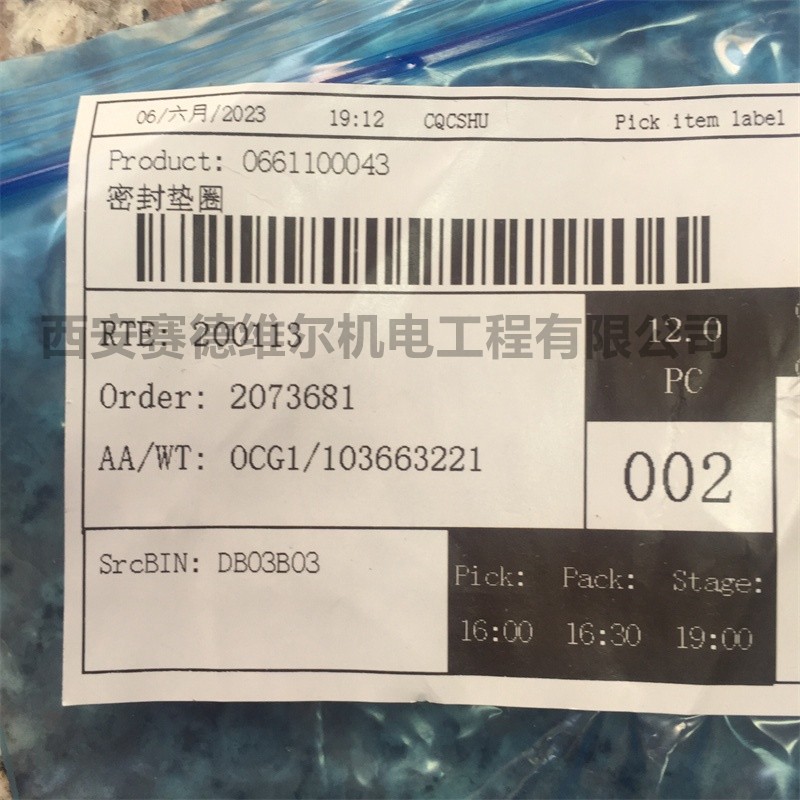 06/六月/2023 19:12 CQCSHU Pick item label
Product: 0661100043
密封垫圈
西安赛德维尔机电工程有限公司
RTE: 200113
12.0
PC
Order: 2073681
002
AA/WT: OCG1/103663221
SrcBIN: DB03B03
Pick: Pack: Stage:
16:00 16:30 19:00